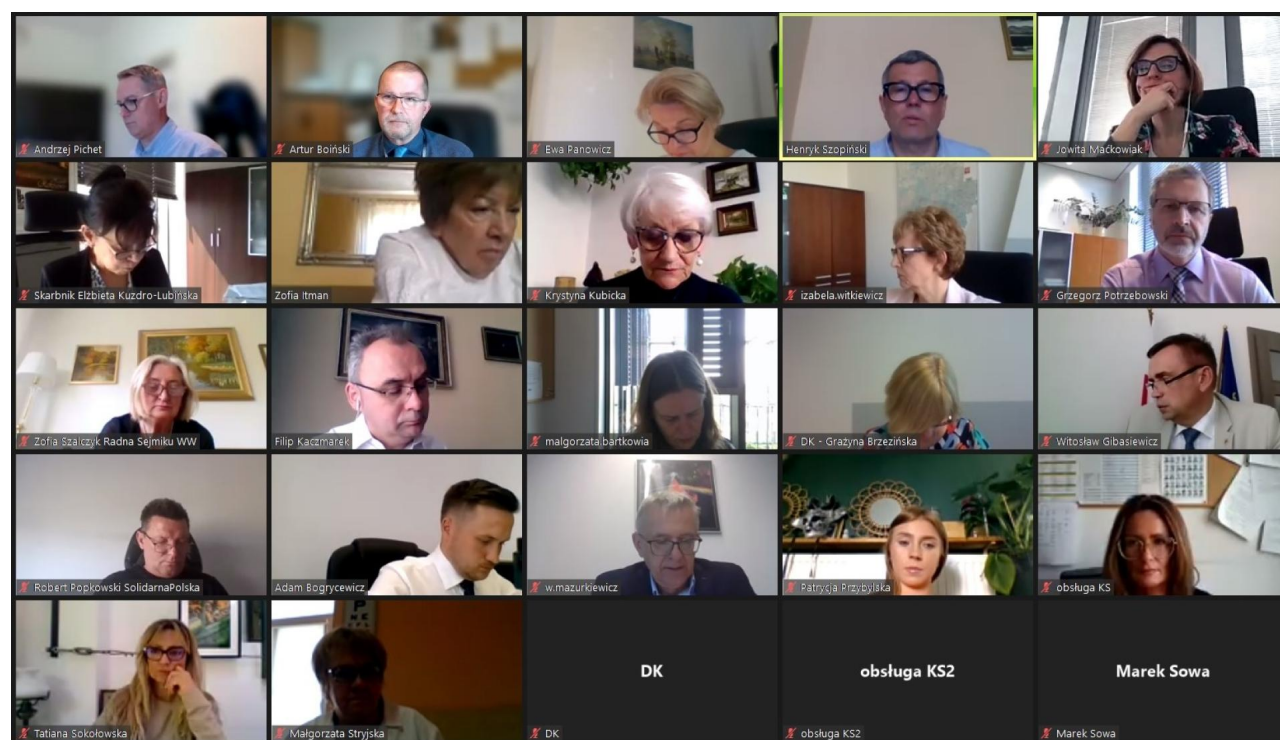 Andrzej Pichet
Artur Boiński
Ewa Panowicz
Henryk Szopiński
Jowita Maćkowiak
Skarbnik Elżbieta Kuzdro-Lubińska
Zofia Itman
Krystyna Kubicka
izabela.witkiewicz
Grzegorz Potrzebowski
Zofia Szalczyk Radna Sejmiku WW
Filip Kaczmarek
malgorzata.bartkowia
DK - Grażyna Brzezińska
Witosław Gibasiewicz
Robert Popkowski SolidarnaPolska
Adam Bogrycewicz
w.mazurkiewicz
Patrycja Przybylska
obsługa KS
Tatiana Sokołowska
Małgorzata Stryjska
DK
DK
obsługa KS2
obsługa KS2
Marek Sowa
Marek Sowa